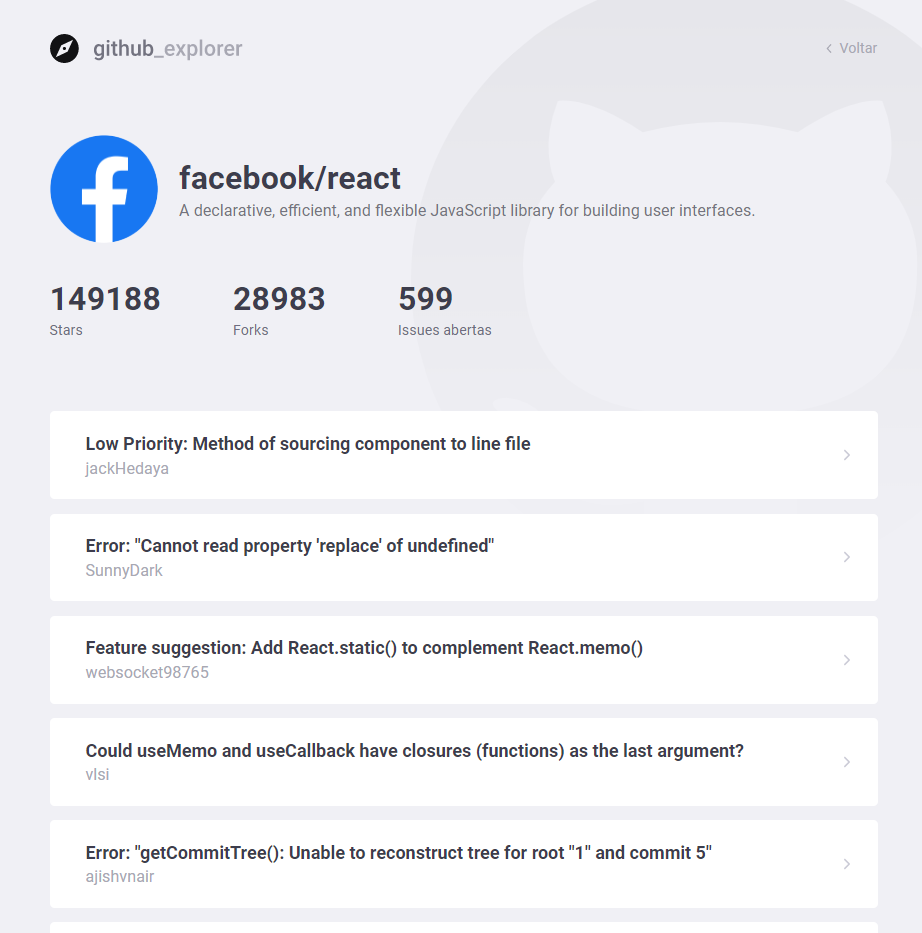 github_explorer
Voltar
facebook/react
A declarative, efficient, and flexible JavaScript library for building user interfaces.
149188 28983 599
Stars Forks Issues abertas
Low Priority: Method of sourcing component to line file
jackHedaya
Error: "Cannot read property 'replace' of undefined"
SunnyDark
Feature suggestion: Add React.static() to complement React.memo()
websocket98765
Could useMemo and useCallback have closures (functions) as the last argument?
vlsi
Error: "getCommitTree(): Unable to reconstruct tree for root "1" and commit 5"
ajishvnair